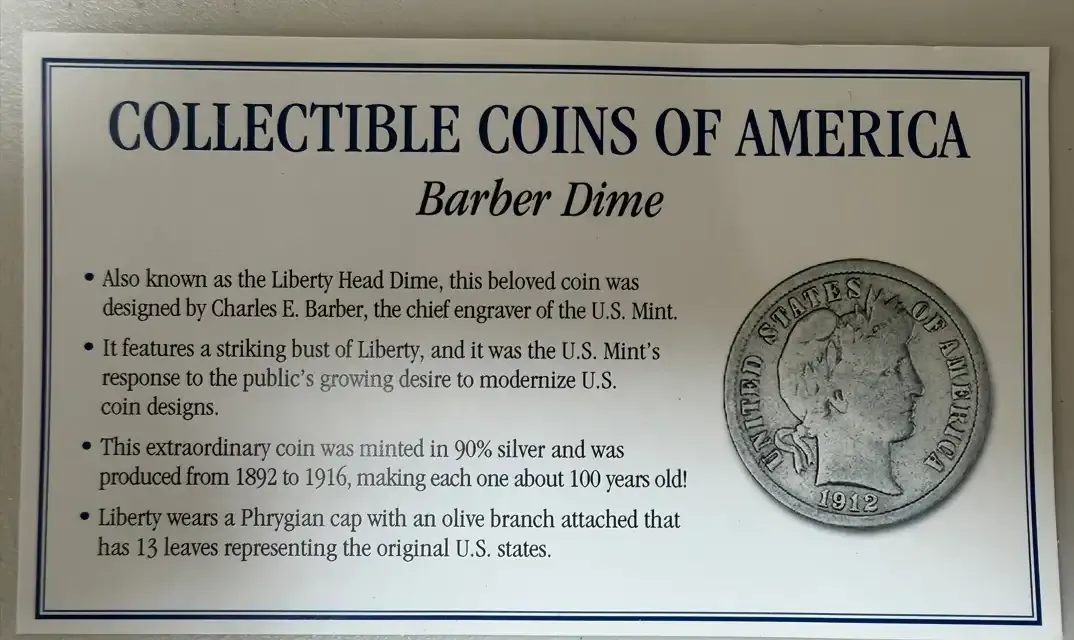 COLLECTIBLE COINS OF AMERICA
Barber Dime
• Also known as the Liberty Head Dime, this beloved coin was
designed by Charles E. Barber, the chief engraver of the U.S. Mint.
• It features a striking bust of Liberty, and it was the U.S. Mint's
response to the public's growing desire to modernize U.S.
coin designs.
• This extraordinary coin was minted in 90% silver and was
produced from 1892 to 1916, making each one about 100 years old!
• Liberty wears a Phrygian cap with an olive branch attached that
has 13 leaves representing the original U.S. states.
UNITED STATES OF AMERICA
1912